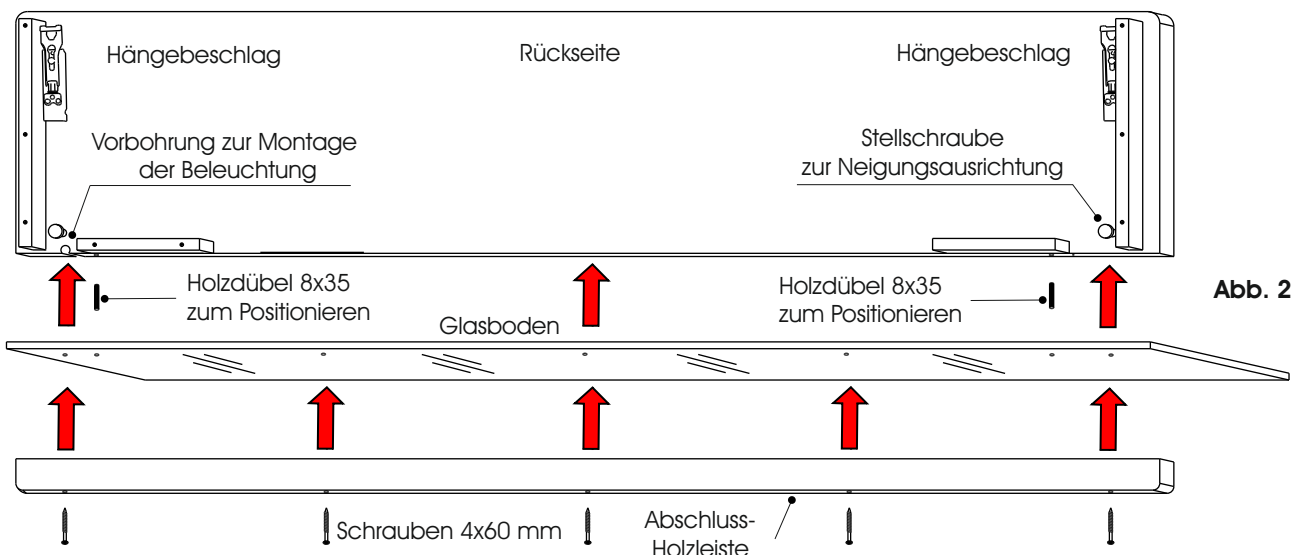 Hängebeschlag
Rückseite
Hängebeschlag
Vorbohrung zur Montage
der Beleuchtung
Stellschraube
zur Neigungsausrichtung
Holzdübel 8x35
zum Positionieren
Holzdübel 8x35
zum Positionieren
Abb. 2
Glasboden
Schrauben 4x60 mm
Abschluss-
Holzleiste